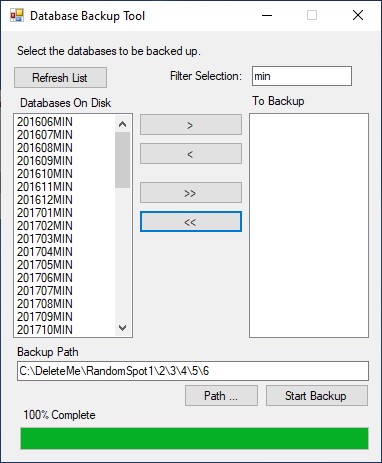 Database Backup Tool
Select the databases to be backed up.
Refresh List
Filter Selection:
min
Databases On Disk
To Backup
201606MIN
201607MIN
201608MIN
201609MIN
201610MIN
201611MIN
201612MIN
201701MIN
201702MIN
201703MIN
201704MIN
201705MIN
201706MIN
201707MIN
201708MIN
201709MIN
201710MIN
>
<
>>
<<
Backup Path
C:\DeleteMe\RandomSpot1\2\3\4\5\6
Path ...
Start Backup
100% Complete